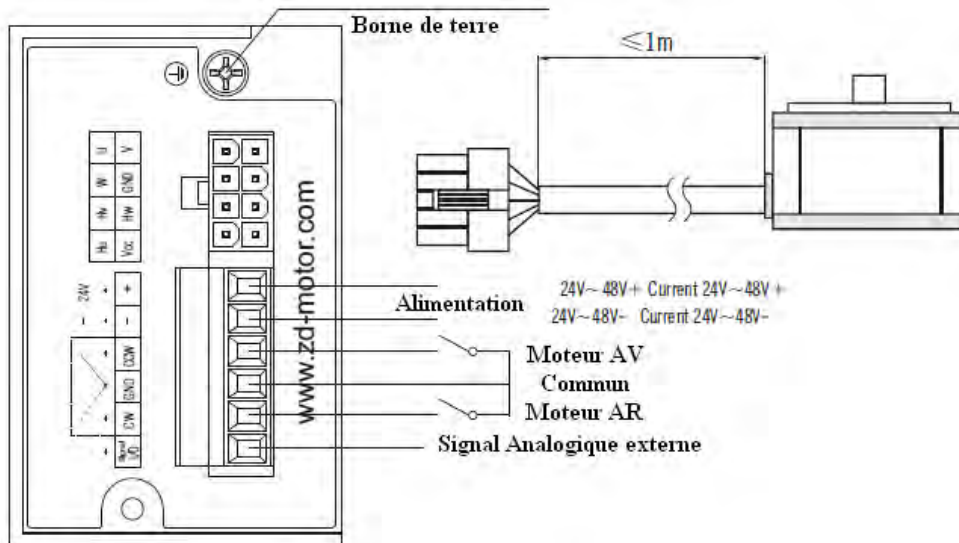 Borne de terre
≤1m
U V
W GND
Hv Hw
Hu Vcc
www.zd-motor.com
24V
+
-
CCW
GND
CW
Signal I/O
Alimentation
24V~48V+ Current 24V~48V+
24V~48V- Current 24V~48V-
Moteur AV
Commun
Moteur AR
Signal Analogique externe